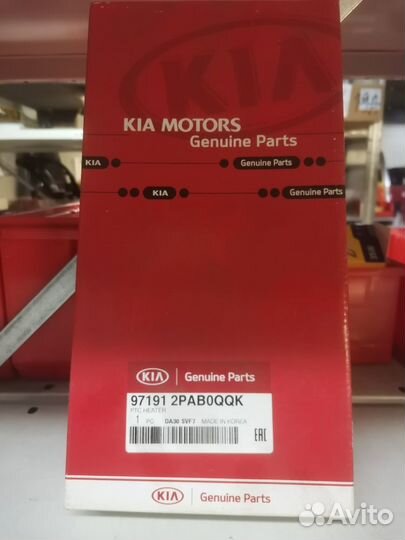 KIA
KIA MOTORS
Genuine Parts
KIA
Genuine Parts
KIA
Genuine Parts
KIA Genuine Parts
97191 2PAB0QQK
PTC HEATER
1 PC DA30 SVF7 MADE IN KOREA
EAC
KIA Genuine Parts
Avito